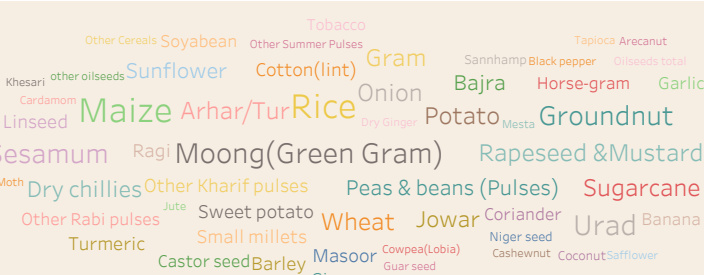 Tobacco
Other Cereals Soyabean
Other Summer Pulses
Tapioca Arecanut
Gram
Sannhamp Black pepper Oilseeds total
Khesari other oilseeds Sunflower Cotton(lint)
Bajra Horse-gram Garlic
Onion
Cardamom Maize Arhar/Tur Rice
Linseed Dry Ginger Potato Mesta Groundnut
Sesamum Ragi Moong(Green Gram) Rapeseed &Mustard
Moth Dry chillies Other Kharif pulses Peas & beans (Pulses) Sugarcane
Other Rabi pulses Jute Sweet potato Wheat Jowar Coriander Urad Banana
Turmeric Small millets Niger seed
Castor seed Barley Masoor Cowpea(Lobia) Cashewnut Coconut Safflower
Guar seed